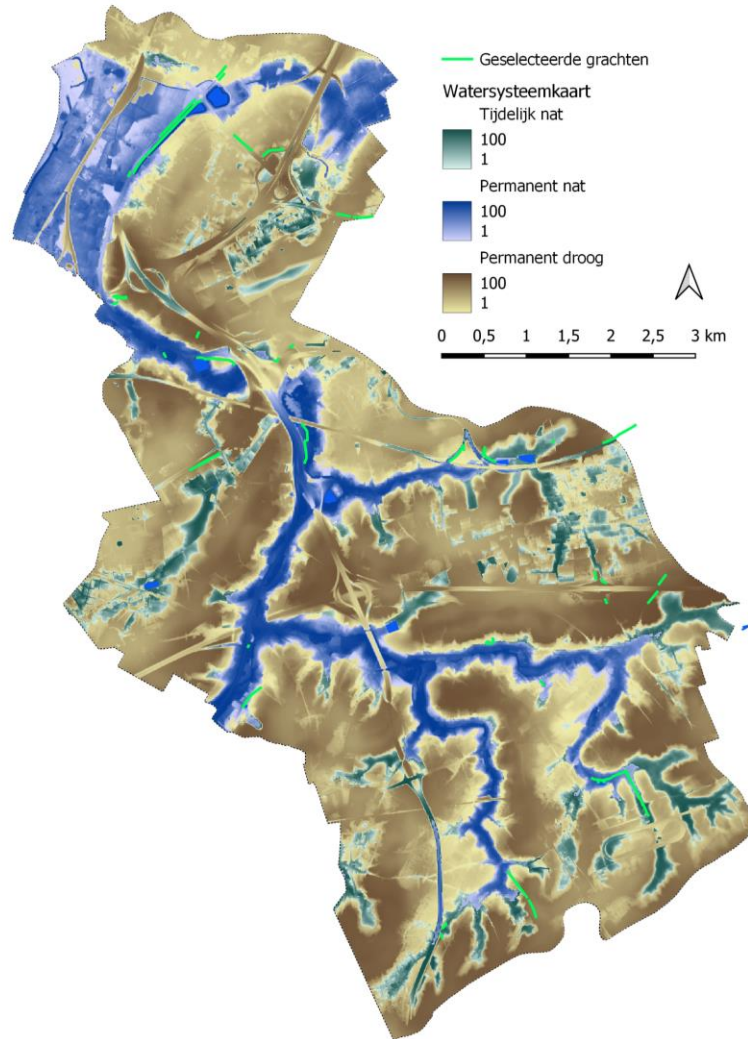 Geselecteerde grachten
Watersysteemkaart
Tijdelijk nat
100
1
Permanent nat
100
1
Permanent droog
100
1
0 0,5 1 1,5 2 2,5 3 km